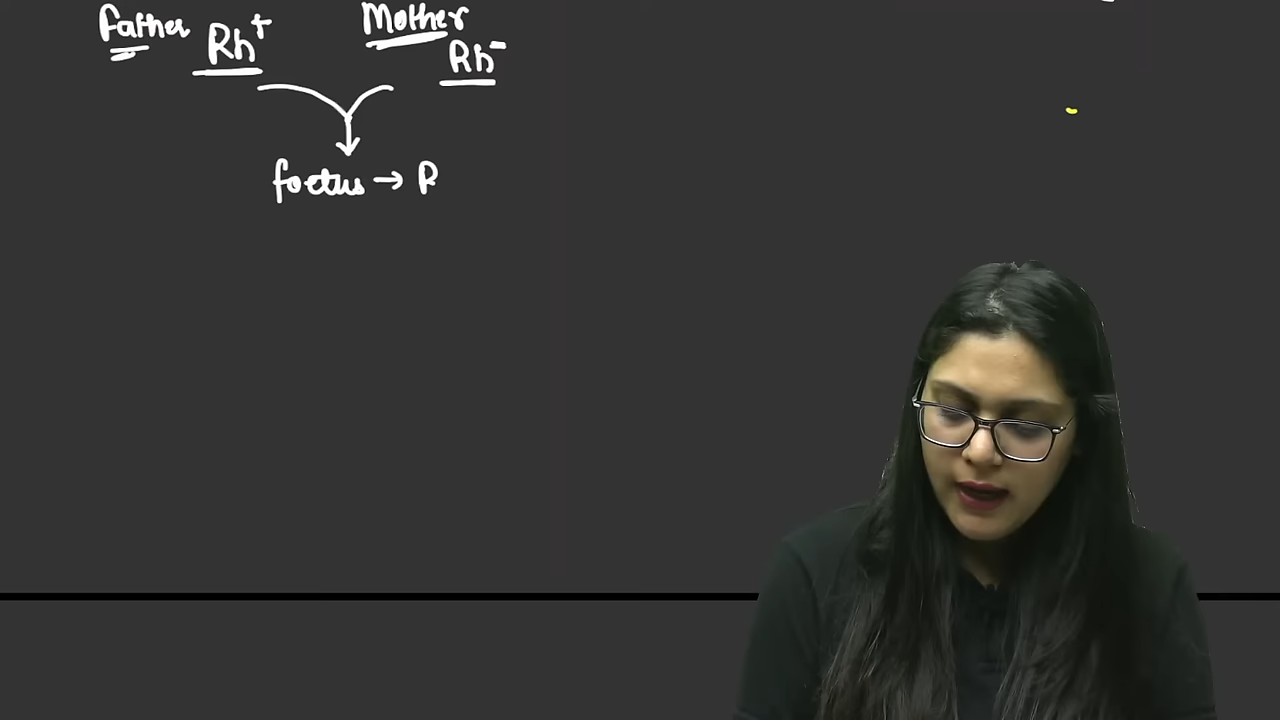 Father Rh⁺ Mother Rh⁻
foetus → R